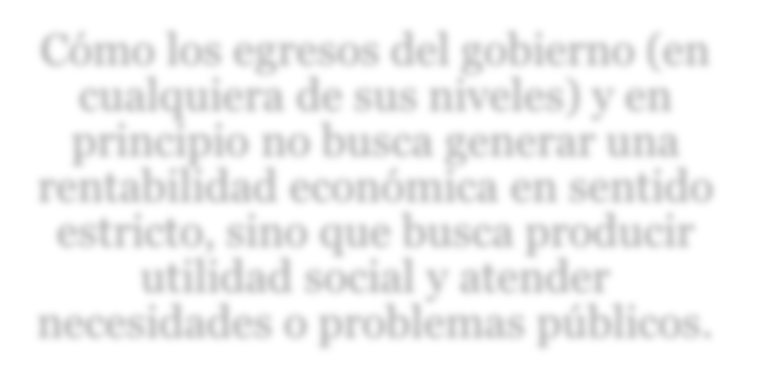 Cómo los egresos del gobierno (en
cualquiera de sus niveles) y en
principio no busca generar una
rentabilidad económica en sentido
estricto, sino que busca producir
utilidad social y atender
necesidades o problemas públicos.